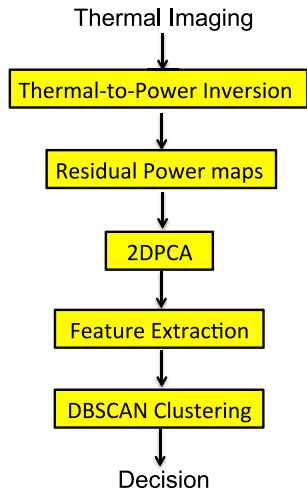 Thermal Imaging
Thermal-to-Power Inversion
Residual Power maps
2DPCA
Feature Extraction
DBSCAN Clustering
Decision